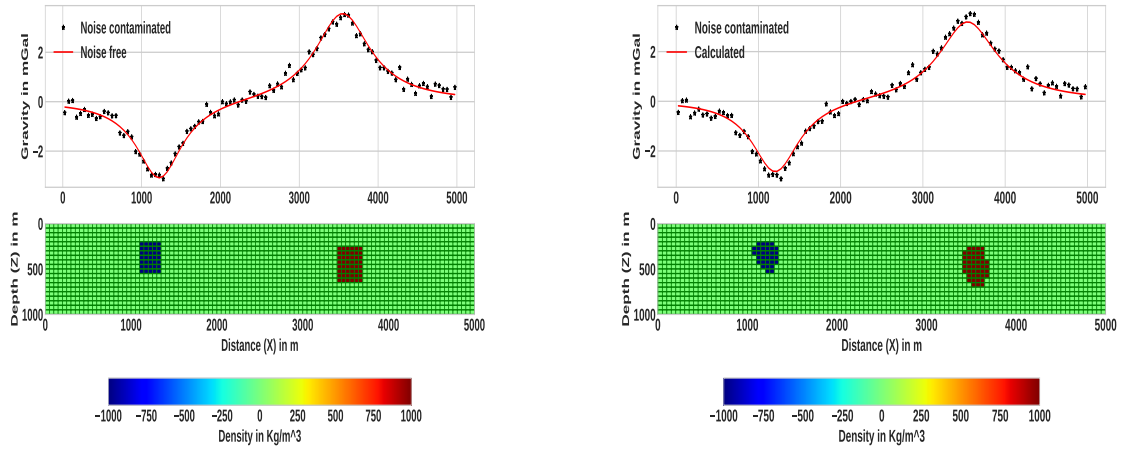 Noise contaminated
Noise free
Gravity in mGal
2
0
−2
0 1000 2000 3000 4000 5000
Depth (Z) in m
0
500
1000
0 1000 2000 3000 4000 5000
Distance (X) in m
−1000 −750 −500 −250 0 250 500 750 1000
Density in Kg/m^3
Noise contaminated
Calculated
Gravity in mGal
2
0
−2
0 1000 2000 3000 4000 5000
Depth (Z) in m
0
500
1000
0 1000 2000 3000 4000 5000
Distance (X) in m
−1000 −750 −500 −250 0 250 500 750 1000
Density in Kg/m^3